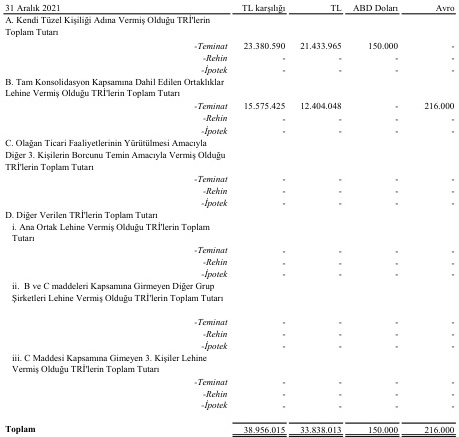 31 Aralık 2021 TL karşılığı TL ABD Doları Avro
A. Kendi Tüzel Kişiliği Adına Vermiş Olduğu TRİ'lerin
Toplam Tutarı
-Teminat 23.380.590 21.433.965 150.000 -
-Rehin - - - -
-İpotek - - - -
B. Tam Konsolidasyon Kapsamına Dahil Edilen Ortaklıklar
Lehine Vermiş Olduğu TRİ'lerin Toplam Tutarı
-Teminat 15.575.425 12.404.048 - 216.000
-Rehin - - - -
-İpotek - - - -
C. Olağan Ticari Faaliyetlerinin Yürütülmesi Amacıyla
Diğer 3. Kişilerin Borcunu Temin Amacıyla Vermiş Olduğu
TRİ'lerin Toplam Tutarı
-Teminat - - - -
-Rehin - - - -
-İpotek - - - -
D. Diğer Verilen TRİ'lerin Toplam Tutarı
i. Ana Ortak Lehine Vermiş Olduğu TRİ'lerin Toplam
Tutarı
-Teminat - - - -
-Rehin - - - -
-İpotek - - - -
ii. B ve C maddeleri Kapsamına Girmeyen Diğer Grup
Şirketleri Lehine Vermiş Olduğu TRİ'lerin Toplam Tutarı
-Teminat - - - -
-Rehin - - - -
-İpotek - - - -
iii. C Maddesi Kapsamına Gimeyen 3. Kişiler Lehine
Vermiş Olduğu TRİ'lerin Toplam Tutarı
-Teminat - - - -
-Rehin - - - -
-İpotek - - - -
Toplam 38.956.015 33.838.013 150.000 216.000